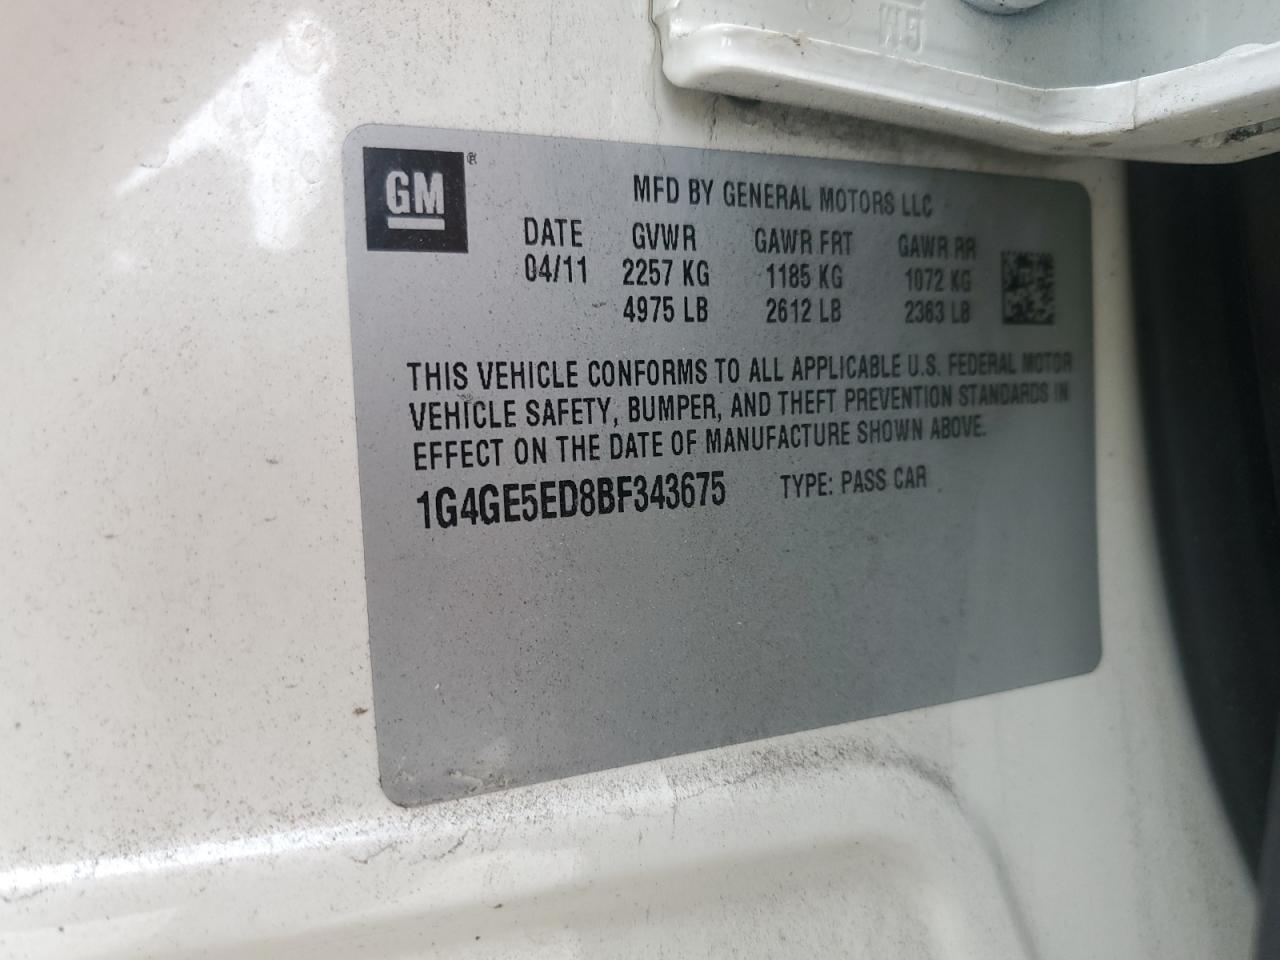 GM ®
MFD BY GENERAL MOTORS LLC
DATE GVWR GAWR FRT GAWR RR
04/11 2257 KG 1185 KG 1072 KG
4975 LB 2612 LB 2363 LB
THIS VEHICLE CONFORMS TO ALL APPLICABLE U.S. FEDERAL MOTOR
VEHICLE SAFETY, BUMPER, AND THEFT PREVENTION STANDARDS IN
EFFECT ON THE DATE OF MANUFACTURE SHOWN ABOVE.
1G4GE5ED8BF343675 TYPE: PASS CAR